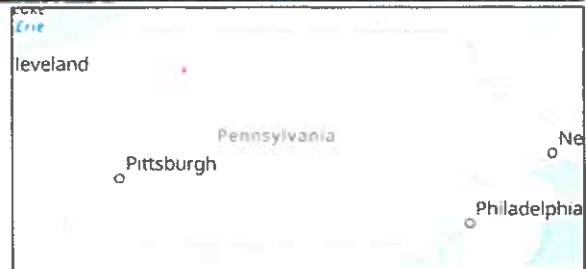 Erie
leveland
Pennsylvania
Ne
Pittsburgh
Philadelphia